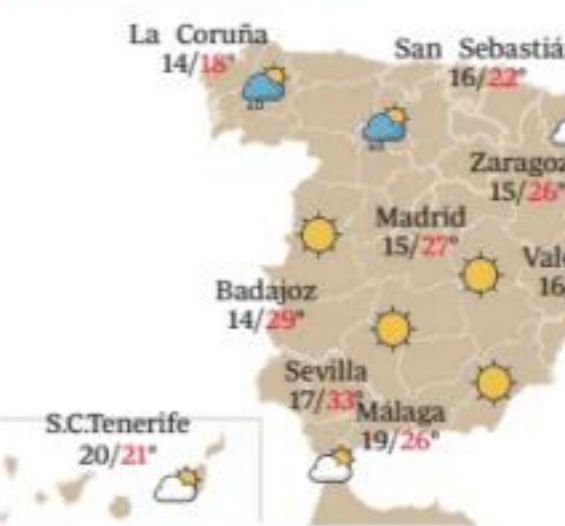 La Coruña
14/18°
San Sebastiá
16/22°
Zaragoz
15/26°
Madrid
15/27°
Val
16
Badajoz
14/29°
Sevilla
17/33°
Málaga
19/26°
S.C.Tenerife
20/21°